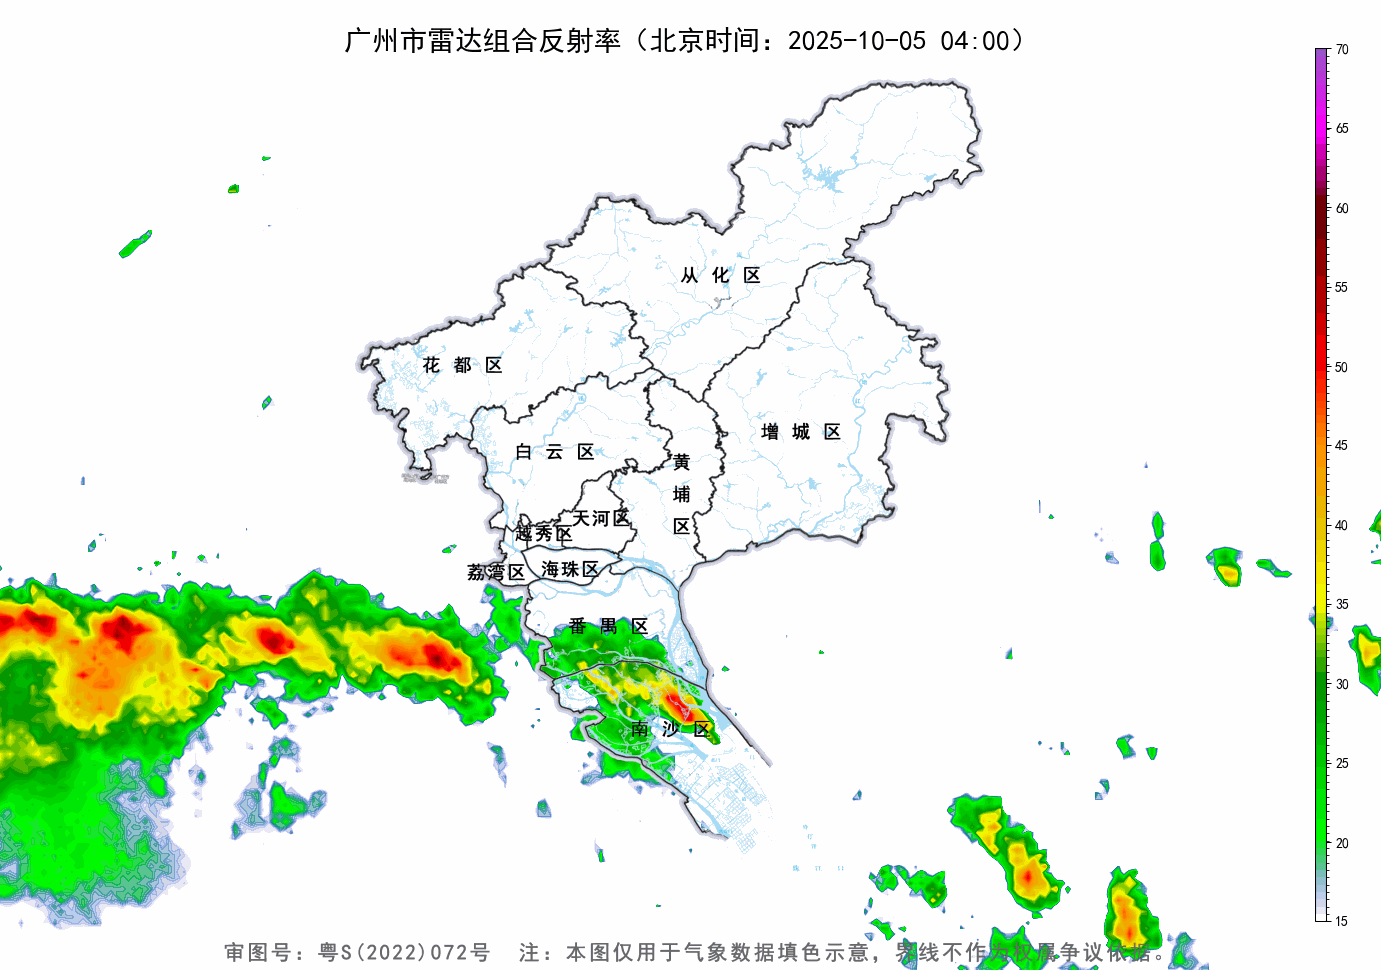 广州市雷达组合反射率（北京时间：2025-10-05 04:00）
70
65
60
55
50
45
40
35
30
25
20
15
从化区
花都区
增城区
白云区
黄埔区
天河区
越秀区
荔湾区
海珠区
番禺区
南沙区
审图号：粤S(2022)072号 注：本图仅用于气象数据填色示意，界线不作为权属争议依据。